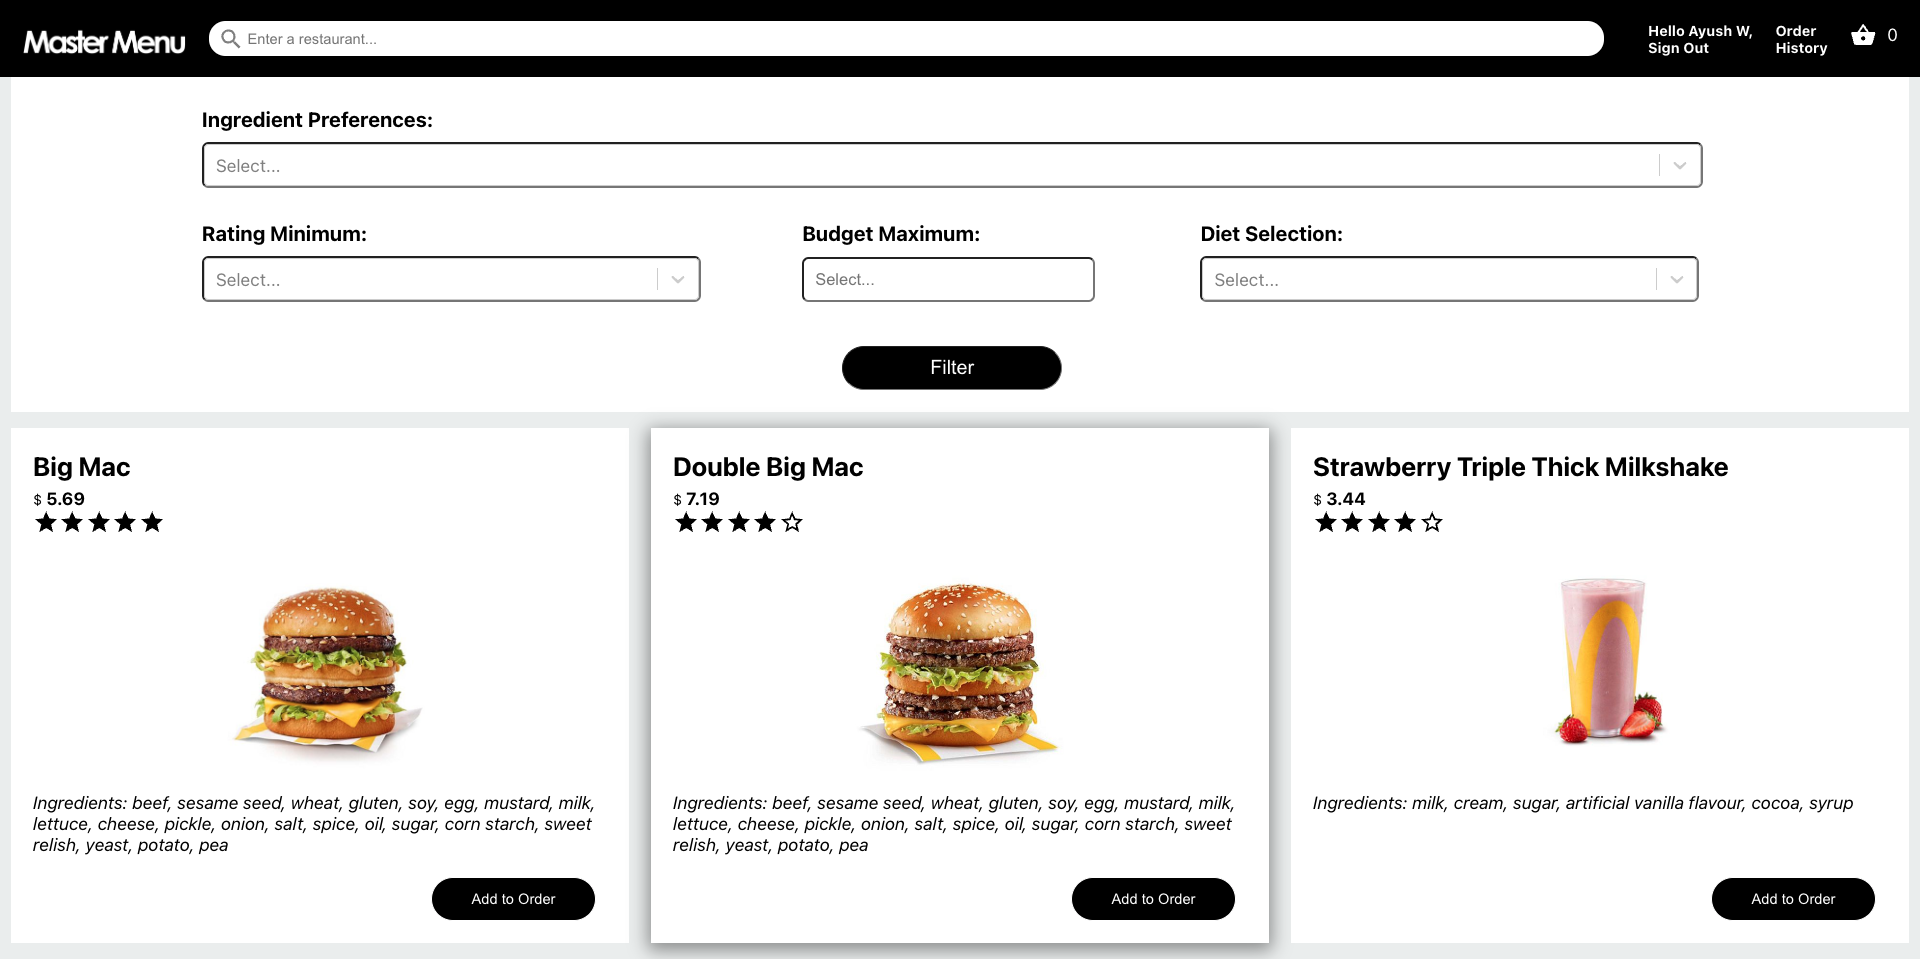 Master Menu
Enter a restaurant...
Hello Ayush W,
Sign Out
Order
History
0
Ingredient Preferences:
Select...
Rating Minimum:
Budget Maximum:
Diet Selection:
Select...
Select...
Select...
Filter
Big Mac
$ 5.69
Ingredients: beef, sesame seed, wheat, gluten, soy, egg, mustard, milk,
lettuce, cheese, pickle, onion, salt, spice, oil, sugar, corn starch, sweet
relish, yeast, potato, pea
Add to Order
Double Big Mac
$ 7.19
Ingredients: beef, sesame seed, wheat, gluten, soy, egg, mustard, milk,
lettuce, cheese, pickle, onion, salt, spice, oil, sugar, corn starch, sweet
relish, yeast, potato, pea
Add to Order
Strawberry Triple Thick Milkshake
$ 3.44
Ingredients: milk, cream, sugar, artificial vanilla flavour, cocoa, syrup
Add to Order